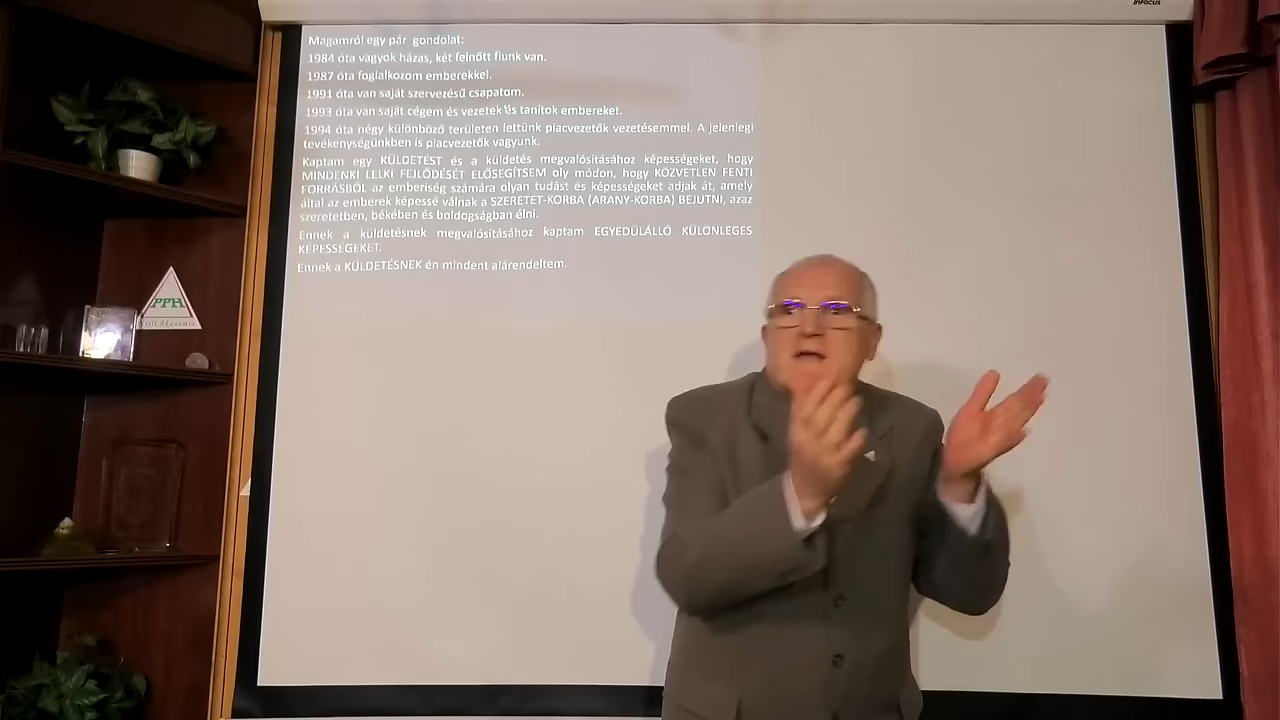 InFocus
Magamról egy pár gondolat:
1984 óta vagyok házas, két felnőtt fiunk van.
1987 óta foglalkozom emberekkel.
1991 óta van saját szervezésű csapatom.
1993 óta van saját cégem és vezetek és tanítok embereket.
1994 óta négy különböző területen lettünk piacvezetők vezetésemmel. A jelenlegi
tevékenységünkben is piacvezetők vagyunk.
Kaptam egy KÜLDETÉST és a küldetés megvalósításához képességeket, hogy
MINDENKI LELKI FEJLŐDÉSÉT ELŐSEGÍTSEM oly módon, hogy KÖZVETLEN FENTI
FORRÁSBÓL az emberiség számára olyan tudást és képességeket adjak át, amely
által az emberek képessé válnak a SZERETET-KORBA (ARANY-KORBA) BEJUTNI, azaz
szeretetben, békében és boldogságban élni.
Ennek a küldetésnek megvalósításához kaptam EGYEDÜLÁLLÓ KÜLÖNLEGES
KÉPESSÉGEKET.
Ennek a KÜLDETÉSNEK én mindent alárendeltem.
PPH